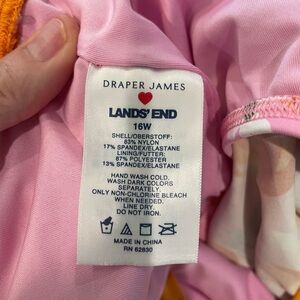 DRAPER JAMES
LANDS' END
16W
SHELL/OBERSTOFF:
83% NYLON
17% SPANDEX/ELASTANE
LINING/FUTTER:
87% POLYESTER
13% SPANDEX/ELASTANE
HAND WASH COLD.
WASH DARK COLORS
SEPARATELY.
ONLY NON-CHLORINE BLEACH
WHEN NEEDED.
LINE DRY.
DO NOT IRON.
MADE IN CHINA
RN 62830